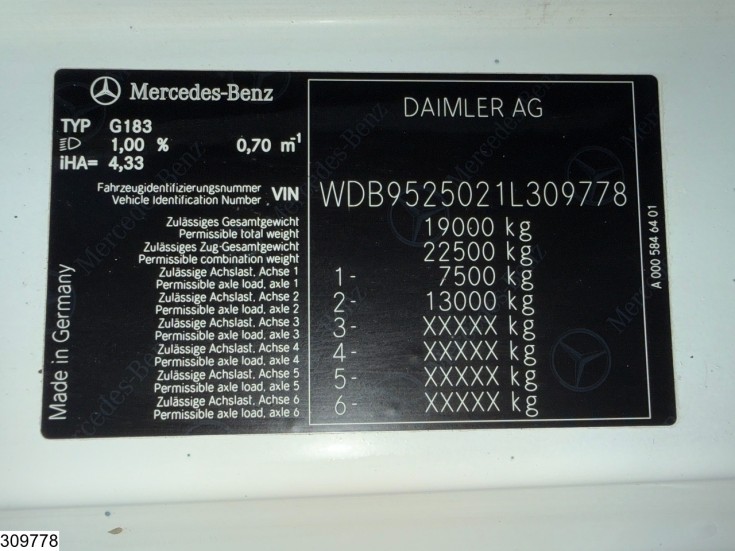 Mercedes-Benz
DAIMLER AG
TYP G183
1,00 % 0,70 m-1
iHA= 4,33
Fahrzeugidentifizierungsnummer
Vehicle Identification Number VIN WDB9525021L309778
Zulässiges Gesamtgewicht
Permissible total weight 19000 kg
Zulässiges Zug-Gesamtgewicht
Permissible combination weight 22500 kg
Zulässige Achslast, Achse 1
Permissible axle load, axle 1 1- 7500 kg
Zulässige Achslast, Achse 2
Permissible axle load, axle 2 2- 13000 kg
Zulässige Achslast, Achse 3
Permissible axle load, axle 3 3- XXXXX kg
Zulässige Achslast, Achse 4
Permissible axle load, axle 4 4- XXXXX kg
Zulässige Achslast, Achse 5
Permissible axle load, axle 5 5- XXXXX kg
Zulässige Achslast, Achse 6
Permissible axle load, axle 6 6- XXXXX kg
Made in Germany
A 000 584 64 01
309778